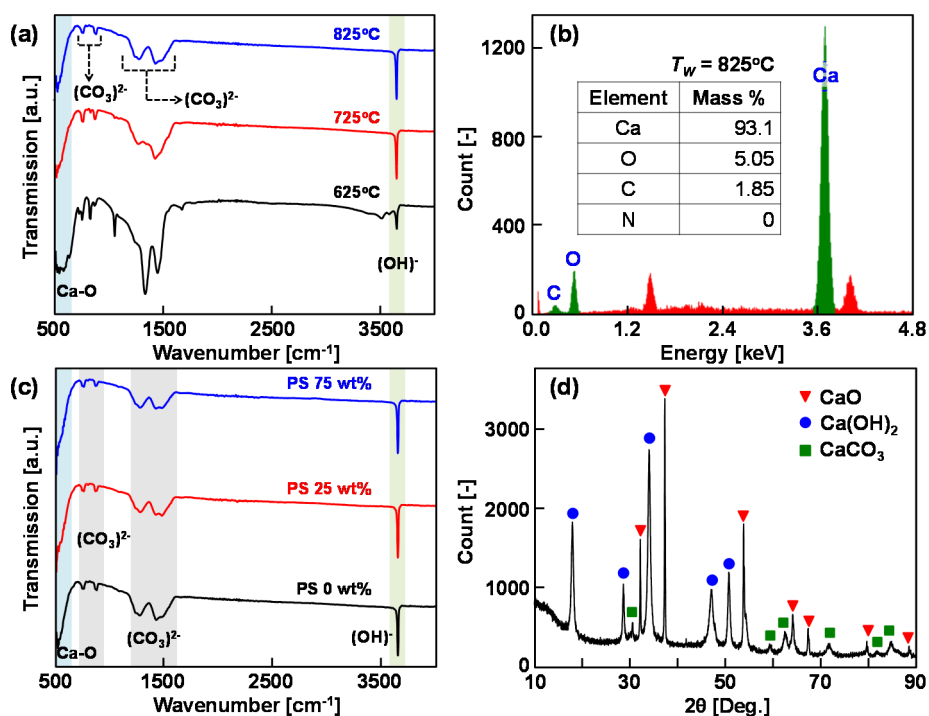 (a)
825°C
(CO₃)²⁻
(CO₃)²⁻
725°C
625°C
(OH)⁻
Ca-O
Transmission [a.u.]
500 1500 2500 3500
Wavenumber [cm⁻¹]
(b)
T_W = 825°C
Element Mass %
Ca 93.1
O 5.05
C 1.85
N 0
Ca
O
C
Count [-]
1200
800
400
0
0.0 1.2 2.4 3.6 4.8
Energy [keV]
(c)
PS 75 wt%
PS 25 wt%
(CO₃)²⁻
PS 0 wt%
(CO₃)²⁻
(OH)⁻
Ca-O
Transmission [a.u.]
500 1500 2500 3500
Wavenumber [cm⁻¹]
(d)
CaO
Ca(OH)₂
CaCO₃
Count [-]
3000
2000
1000
0
10 30 50 70 90
2θ [Deg.]